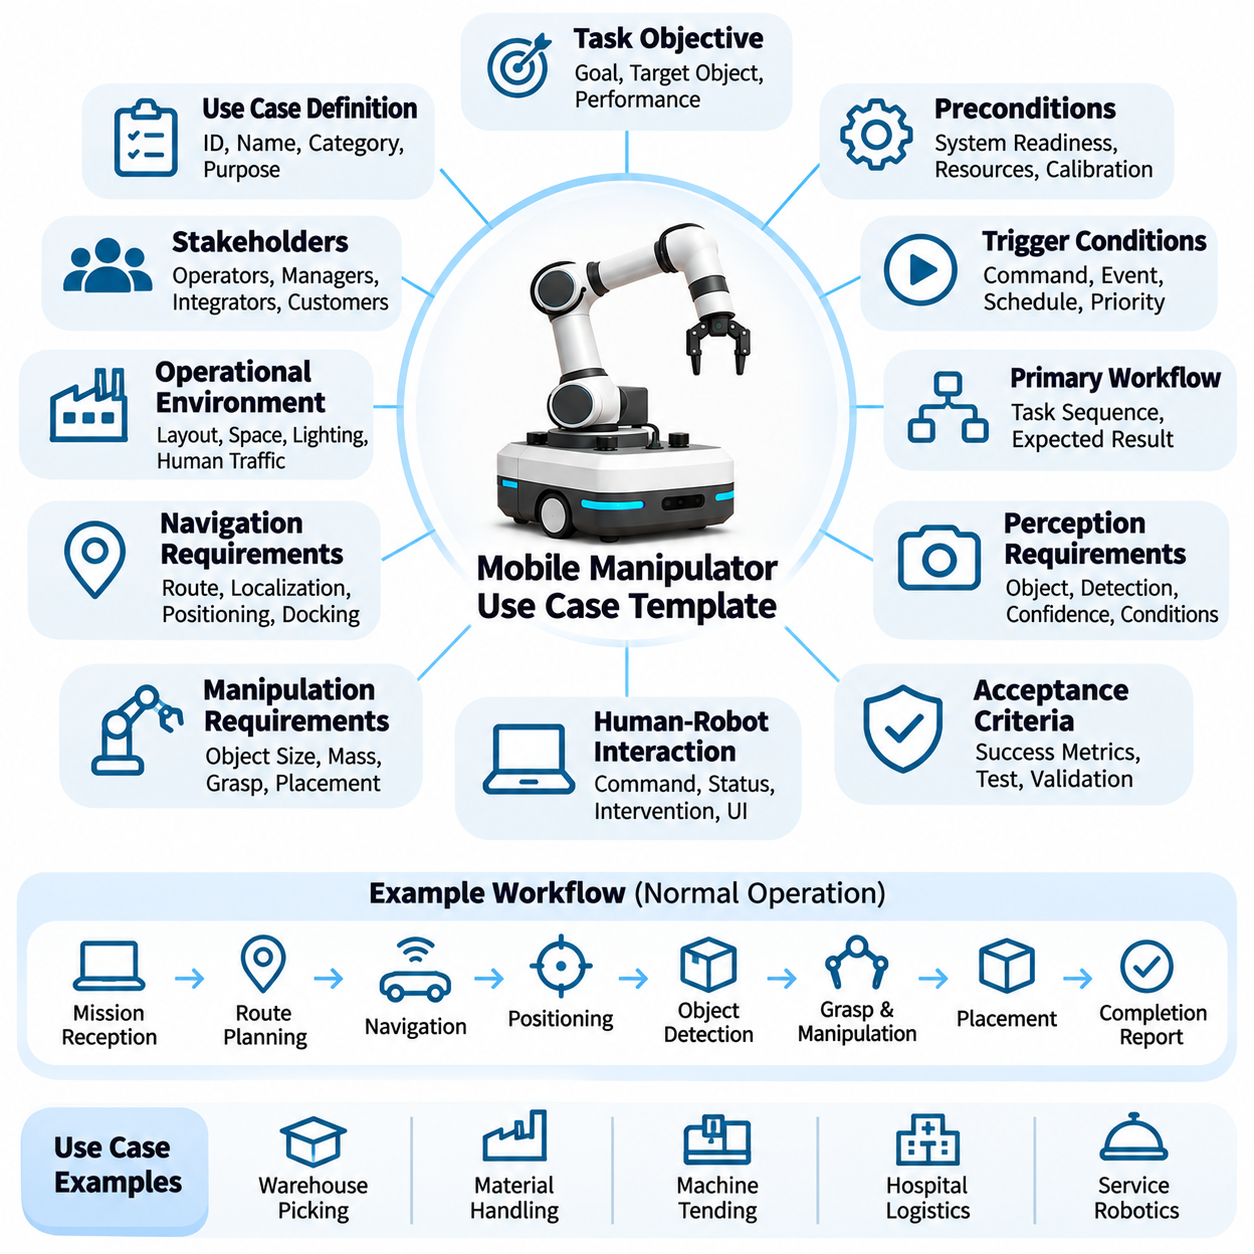 Task Objective
Goal, Target Object,
Performance
Use Case Definition
ID, Name, Category,
Purpose
Preconditions
System Readiness,
Resources, Calibration
Stakeholders
Operators, Managers,
Integrators, Customers
Trigger Conditions
Command, Event,
Schedule, Priority
Operational
Environment
Layout, Space, Lighting,
Human Traffic
Primary Workflow
Task Sequence,
Expected Result
Navigation
Requirements
Route, Localization,
Positioning, Docking
Perception
Requirements
Object, Detection,
Confidence, Conditions
Mobile Manipulator
Use Case Template
Manipulation
Requirements
Object Size, Mass,
Grasp, Placement
Human-Robot
Interaction
Command, Status,
Intervention, UI
Acceptance
Criteria
Success Metrics,
Test, Validation
Example Workflow (Normal Operation)
Mission
Reception
Route
Planning
Navigation
Positioning
Object
Detection
Grasp &
Manipulation
Placement
Completion
Report
Use Case
Examples
Warehouse
Picking
Material
Handling
Machine
Tending
Hospital
Logistics
Service
Robotics